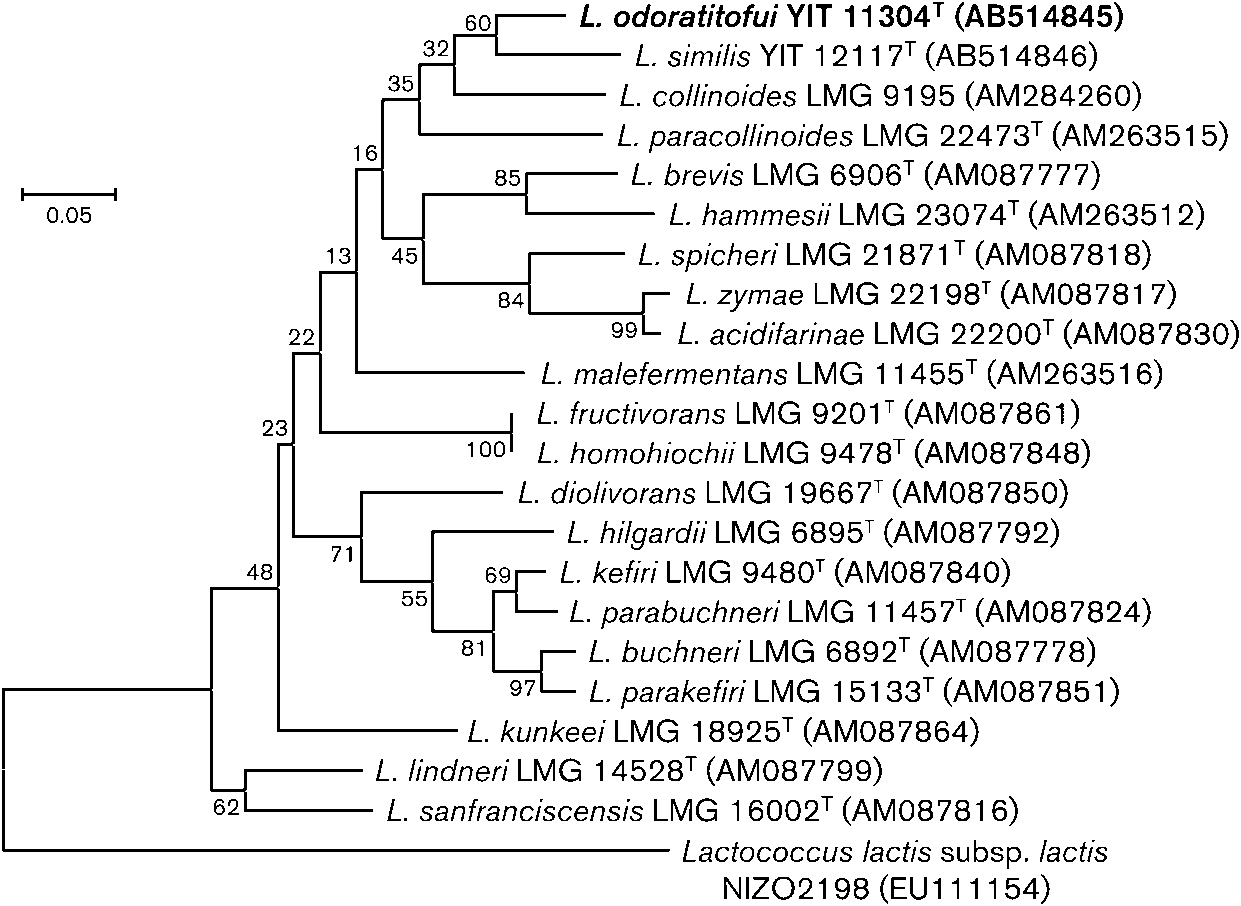 60
L. odoratitofui YIT 11304T (AB514845)
32
L. similis YIT 12117T (AB514846)
35
L. collinoides LMG 9195 (AM284260)
L. paracollinoides LMG 22473T (AM263515)
16
85
L. brevis LMG 6906T (AM087777)
0.05
L. hammesii LMG 23074T (AM263512)
13
45
L. spicheri LMG 21871T (AM087818)
84
L. zymae LMG 22198T (AM087817)
99
L. acidifarinae LMG 22200T (AM087830)
22
L. malefermentans LMG 11455T (AM263516)
23
L. fructivorans LMG 9201T (AM087861)
100
L. homohiochii LMG 9478T (AM087848)
L. diolivorans LMG 19667T (AM087850)
71
L. hilgardii LMG 6895T (AM087792)
48
69
L. kefiri LMG 9480T (AM087840)
55
L. parabuchneri LMG 11457T (AM087824)
81
L. buchneri LMG 6892T (AM087778)
97
L. parakefiri LMG 15133T (AM087851)
L. kunkeei LMG 18925T (AM087864)
L. lindneri LMG 14528T (AM087799)
62
L. sanfranciscensis LMG 16002T (AM087816)
Lactococcus lactis subsp. lactis
NIZO2198 (EU111154)